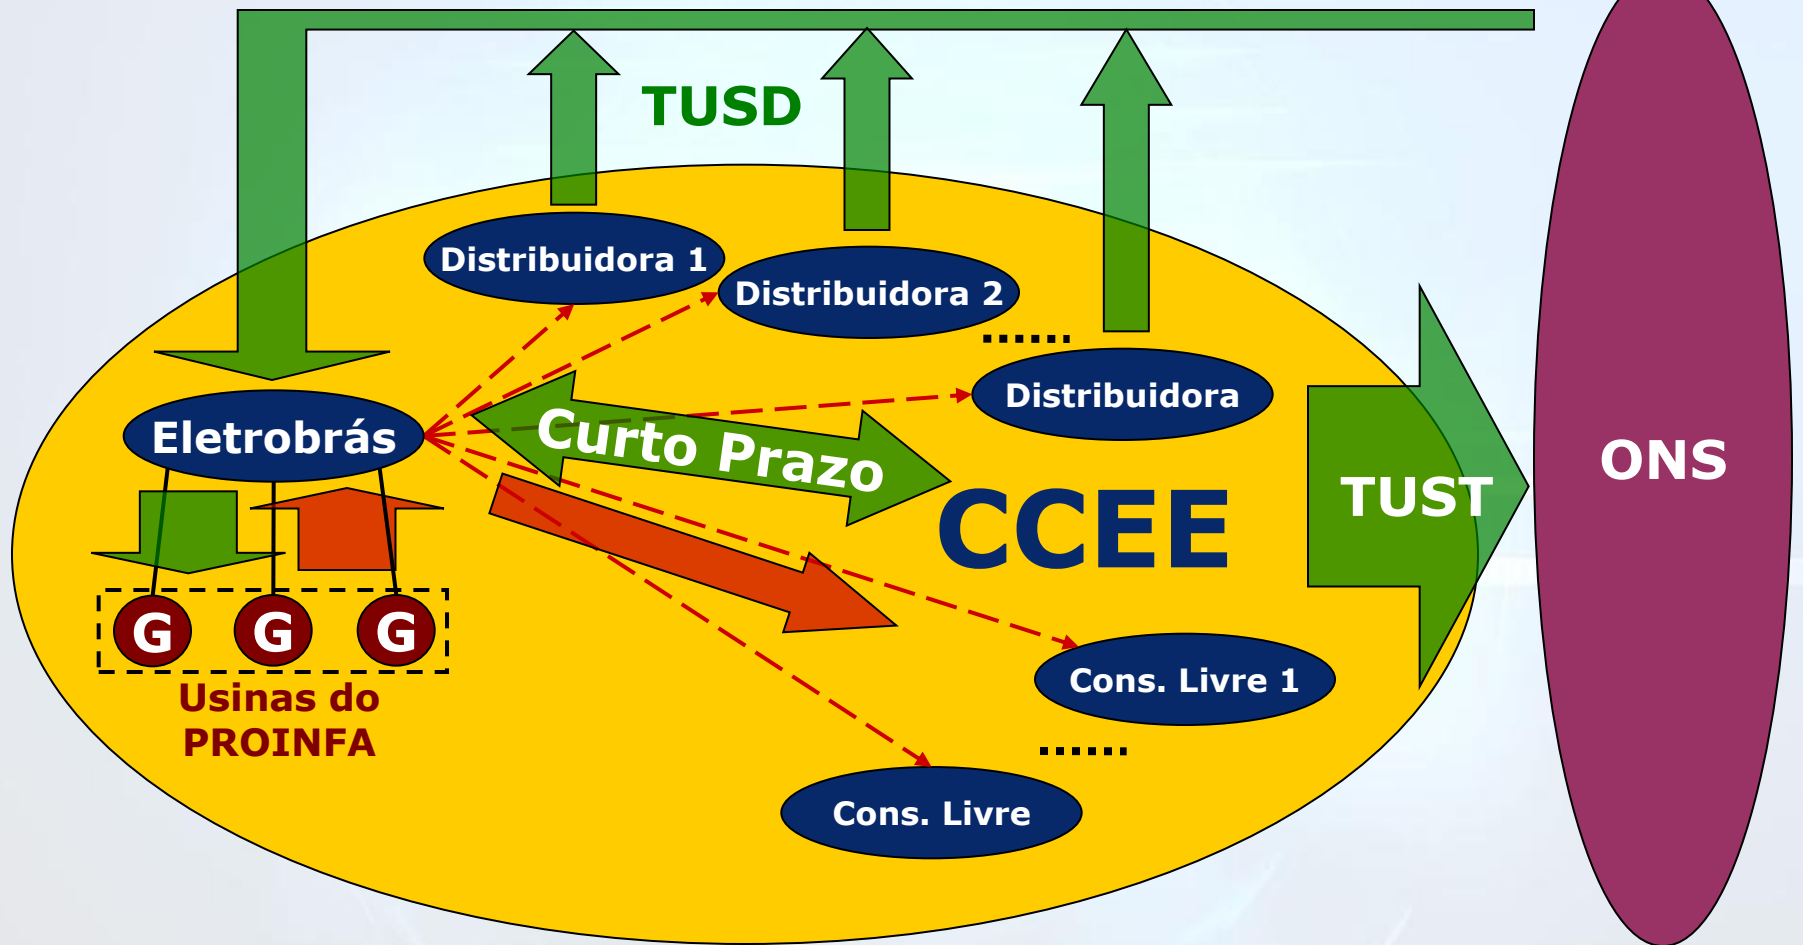 TUSD
Distribuidora 1
Distribuidora 2
......
Distribuidora
Eletrobrás
Curto Prazo
CCEE
TUST
ONS
G G G
Usinas do
PROINFA
Cons. Livre 1
......
Cons. Livre